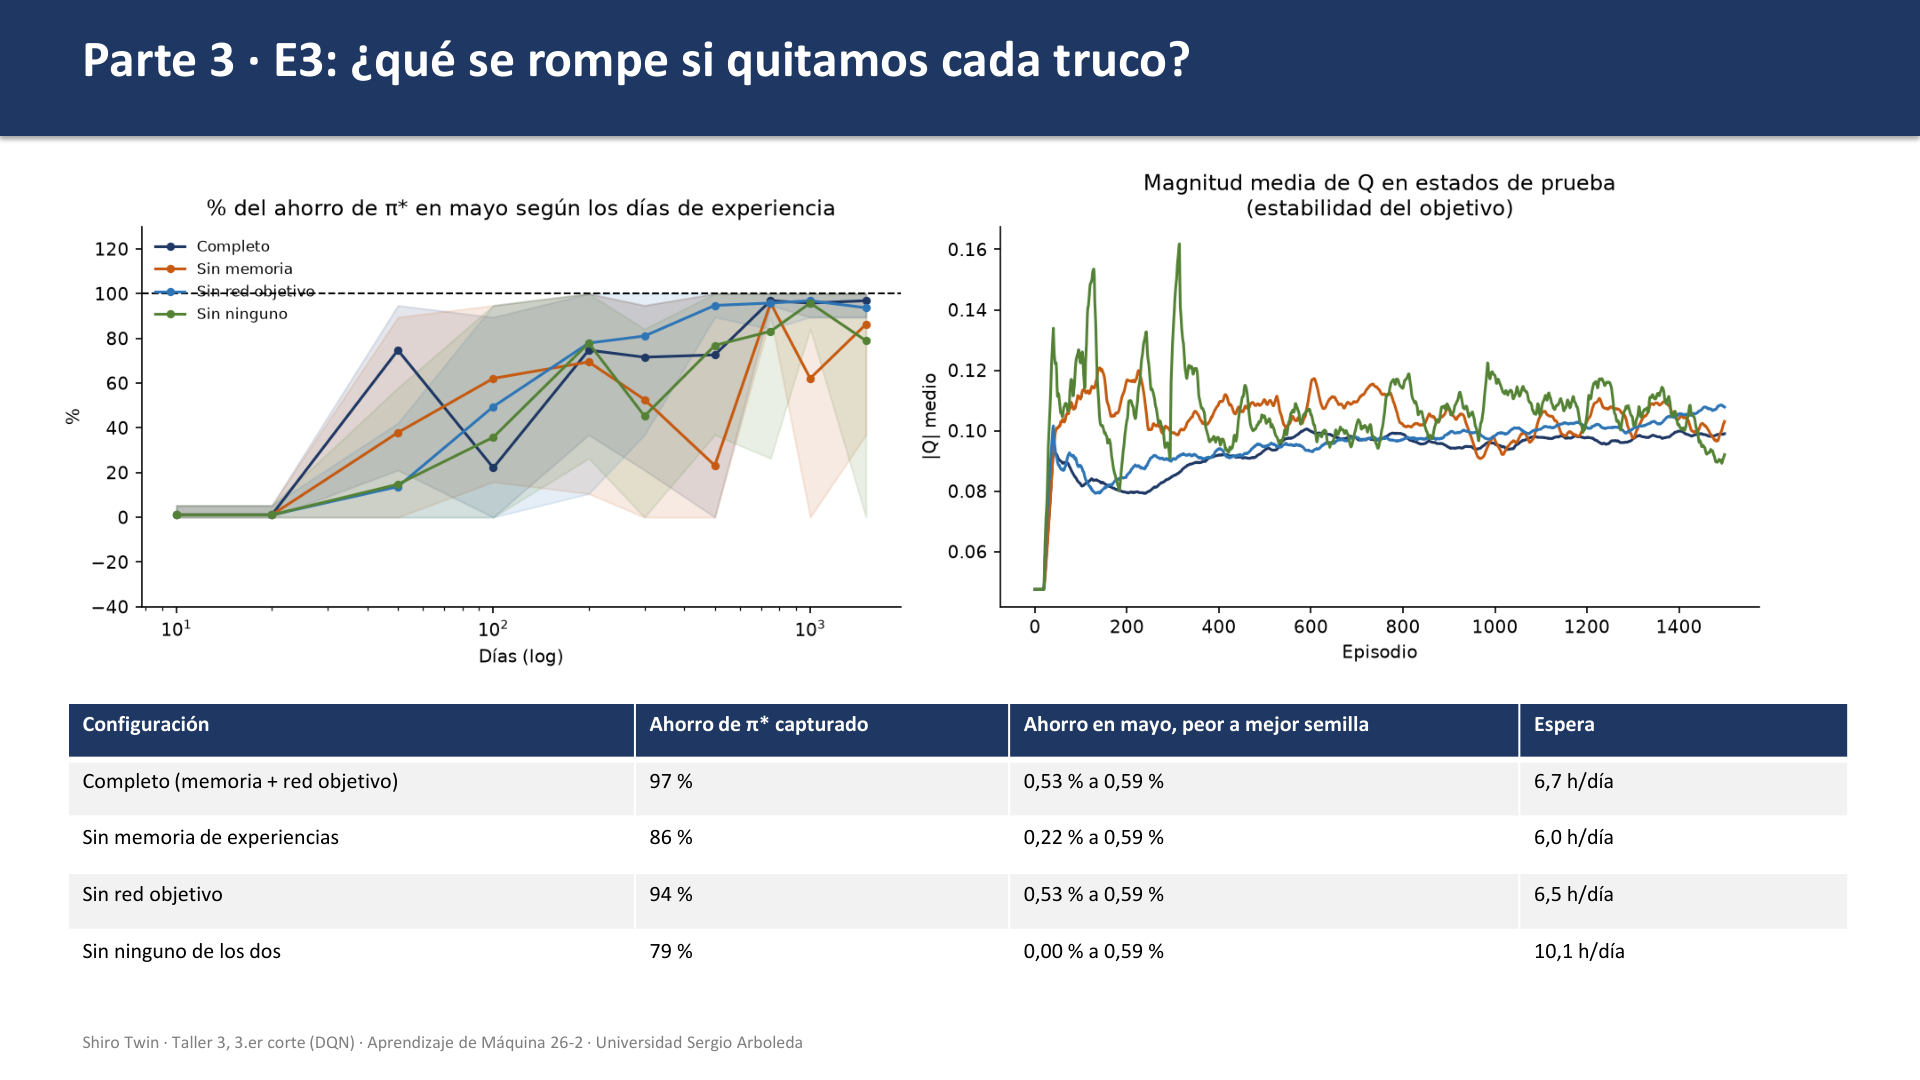 Parte 3 · E3: ¿qué se rompe si quitamos cada truco?
% del ahorro de π* en mayo según los días de experiencia
120
100
80
60
40
20
0
−20
−40
%
Completo
Sin memoria
Sin red objetivo
Sin ninguno
10¹
10²
10³
Días (log)
Magnitud media de Q en estados de prueba
(estabilidad del objetivo)
0.16
0.14
0.12
0.10
0.08
0.06
|Q| medio
0
200
400
600
800
1000
1200
1400
Episodio
Configuración
Ahorro de π* capturado
Ahorro en mayo, peor a mejor semilla
Espera
Completo (memoria + red objetivo)
97 %
0,53 % a 0,59 %
6,7 h/día
Sin memoria de experiencias
86 %
0,22 % a 0,59 %
6,0 h/día
Sin red objetivo
94 %
0,53 % a 0,59 %
6,5 h/día
Sin ninguno de los dos
79 %
0,00 % a 0,59 %
10,1 h/día
Shiro Twin · Taller 3, 3.er corte (DQN) · Aprendizaje de Máquina 26-2 · Universidad Sergio Arboleda